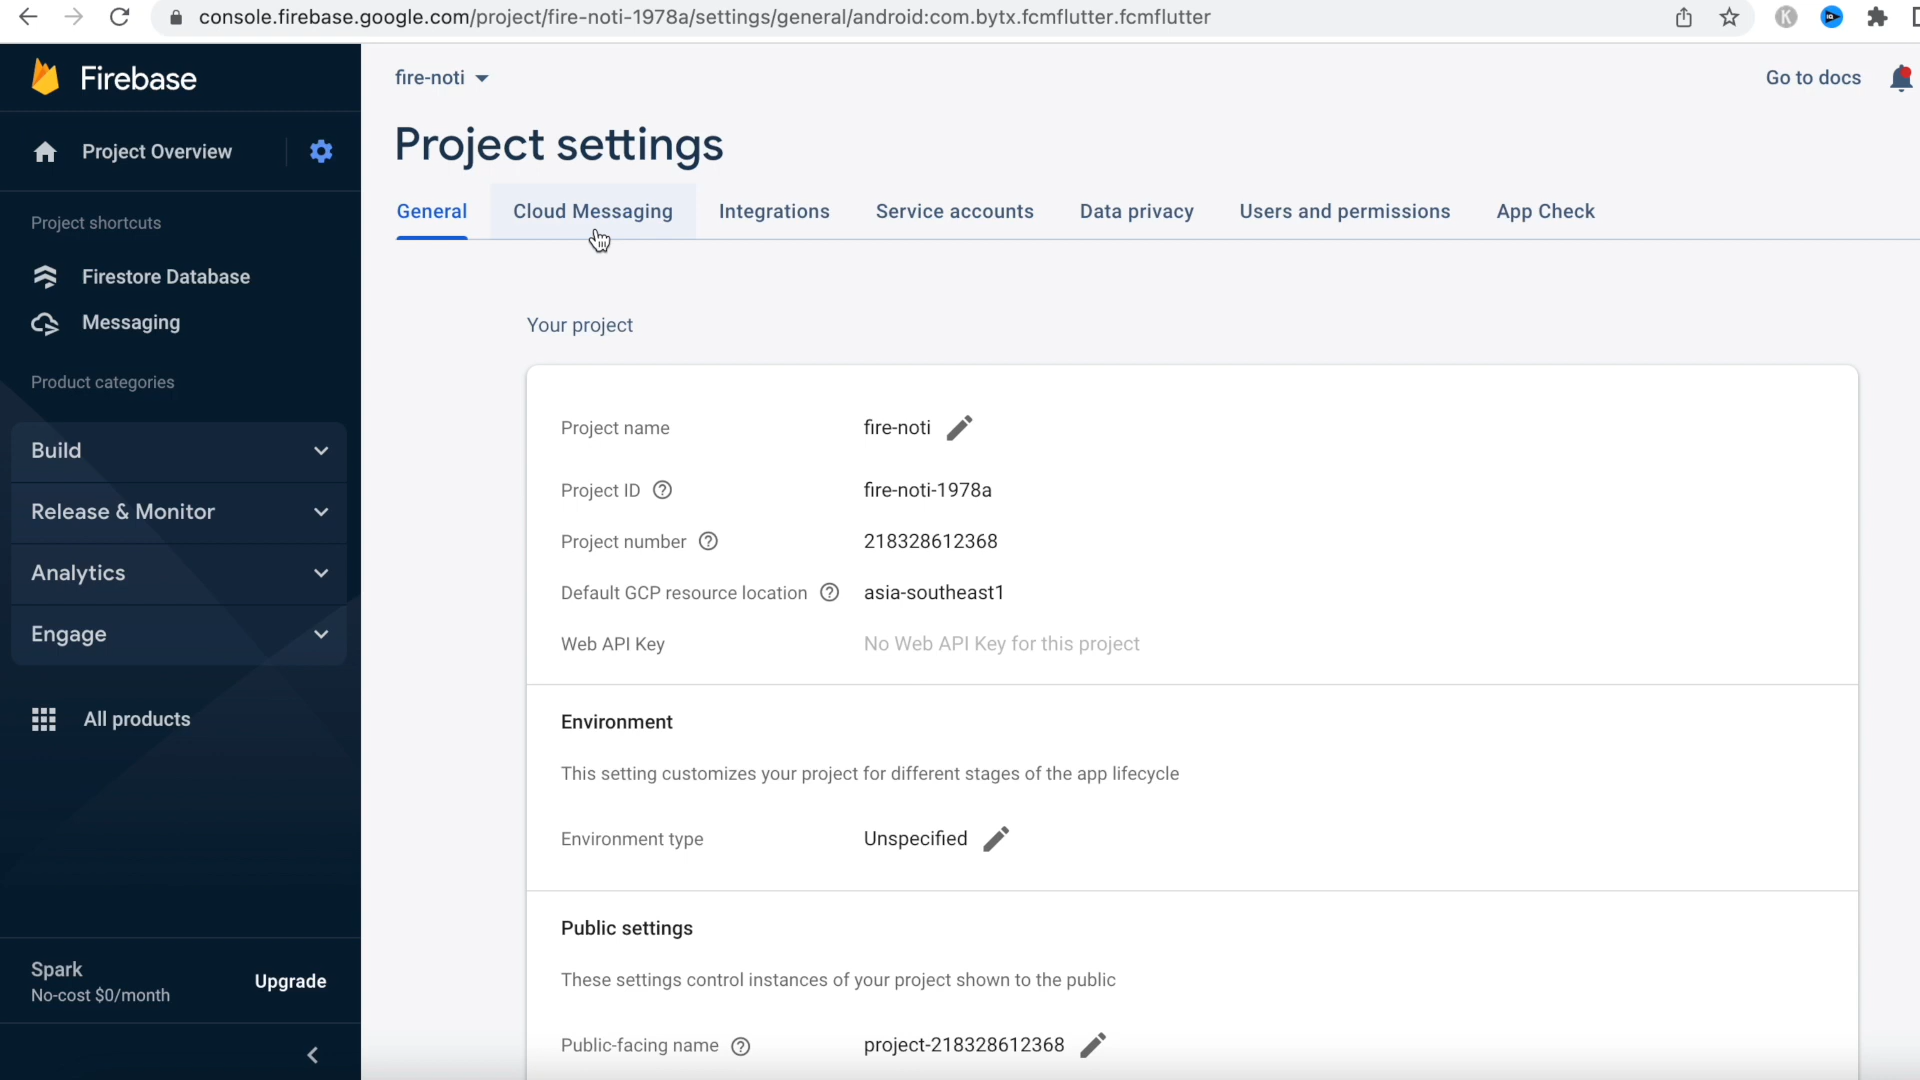 console.firebase.google.com/project/fire-noti-1978a/settings/general/android:com.bytx.fcmflutter.fcmflutter
K
Firebase
fire-noti
Go to docs
Project Overview
Project settings
General
Cloud Messaging
Integrations
Service accounts
Data privacy
Users and permissions
App Check
Project shortcuts
Firestore Database
Messaging
Product categories
Build
Release & Monitor
Analytics
Engage
All products
Spark
No-cost $0/month
Upgrade
Your project
Project name
fire-noti
Project ID
fire-noti-1978a
Project number
218328612368
Default GCP resource location
asia-southeast1
Web API Key
No Web API Key for this project
Environment
This setting customizes your project for different stages of the app lifecycle
Environment type
Unspecified
Public settings
These settings control instances of your project shown to the public
Public-facing name
project-218328612368